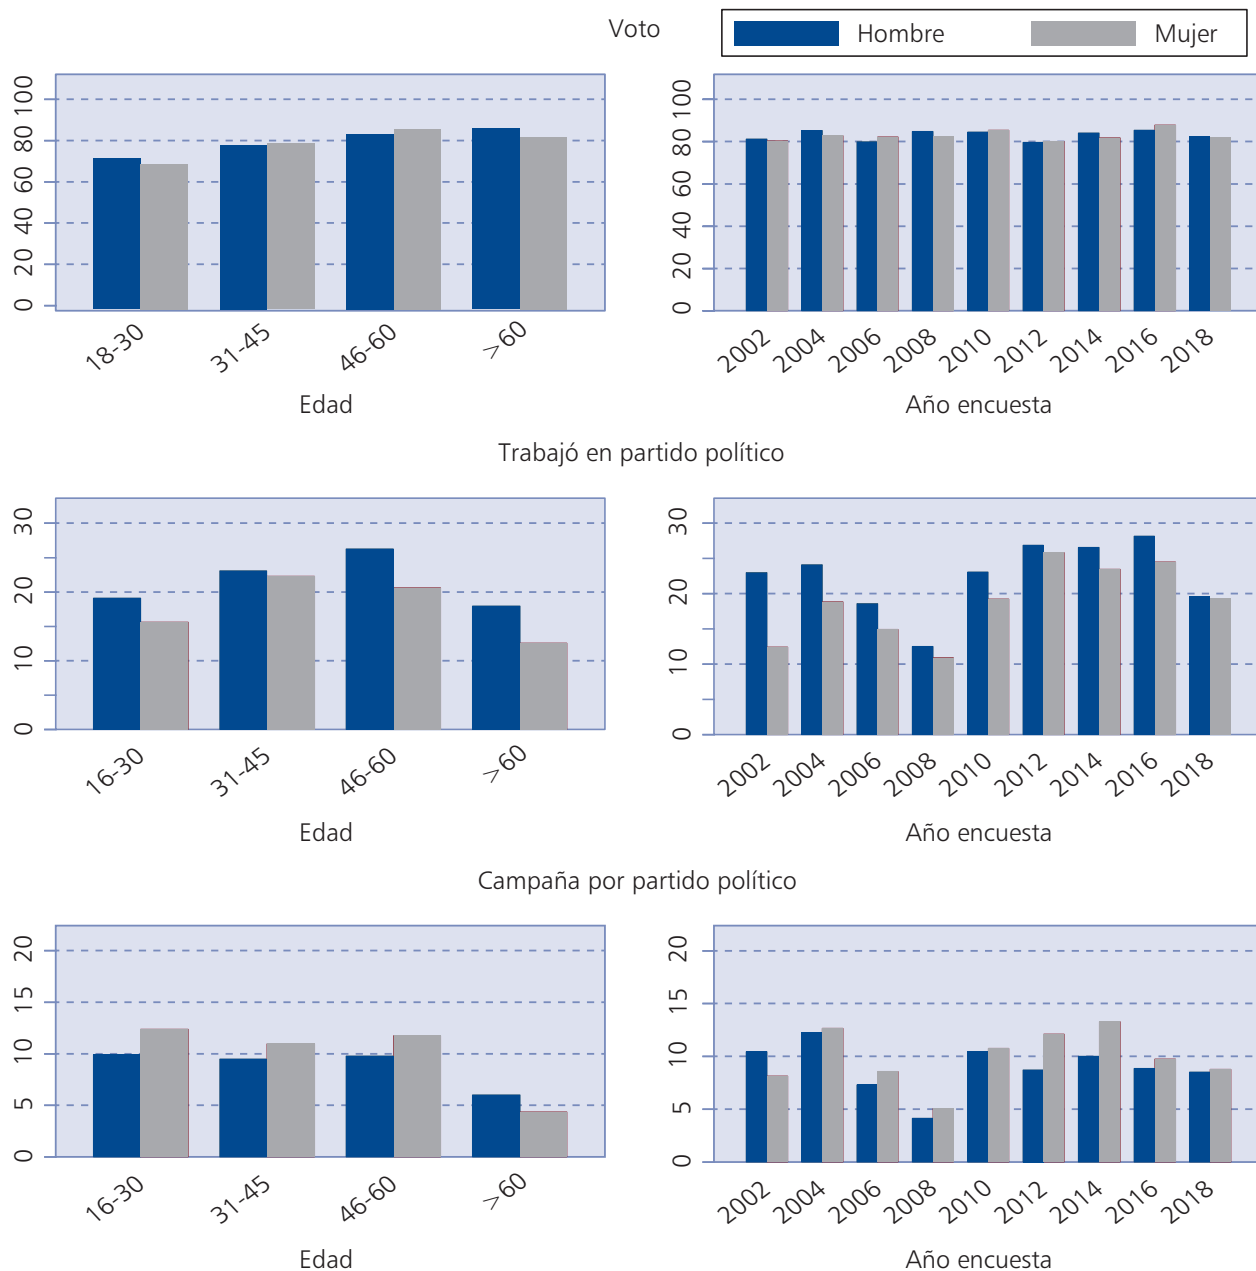 Voto
Hombre Mujer
0 20 40 60 80 100
18-30 31-45 46-60 >60
Edad
0 20 40 60 80 100
2002 2004 2006 2008 2010 2012 2014 2016 2018
Año encuesta
Trabajó en partido político
0 10 20 30
16-30 31-45 46-60 >60
Edad
0 10 20 30
2002 2004 2006 2008 2010 2012 2014 2016 2018
Año encuesta
Campaña por partido político
0 5 10 15 20
16-30 31-45 46-60 >60
Edad
0 5 10 15 20
2002 2004 2006 2008 2010 2012 2014 2016 2018
Año encuesta